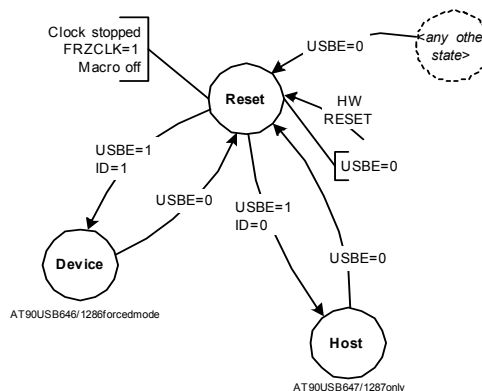 Clock stopped
FRZCLK=1
Macro off
USBE=0
<any othe
state>
Reset
HW
RESET
USBE=0
USBE=1
ID=1
USBE=0
USBE=1
ID=0
USBE=0
Device
AT90USB646/1286forcedmode
Host
AT90USB647/1287only